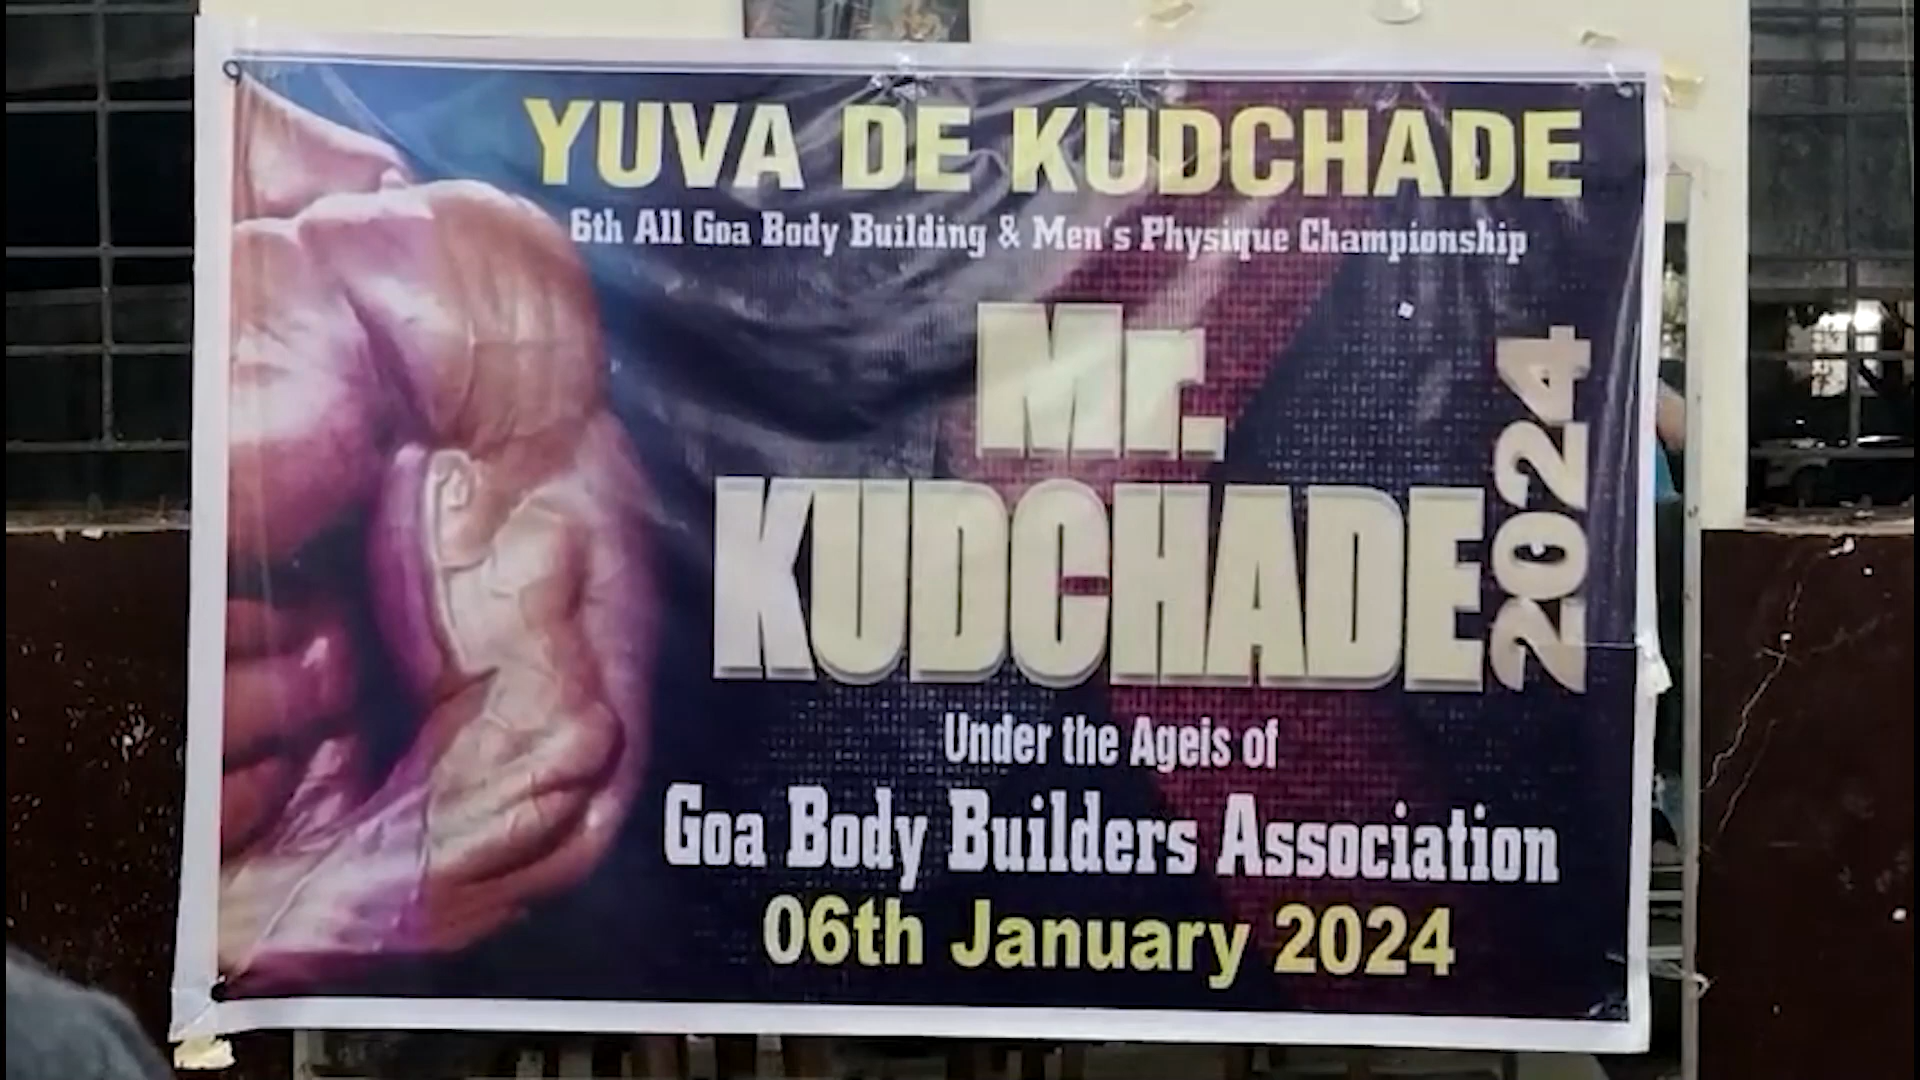 YUVA DE KUDCHADE
6th All Goa Body Building & Men's Physique Championship
Mr.
KUDCHADE
2024
Under the Ageis of
Goa Body Builders Association
06th January 2024